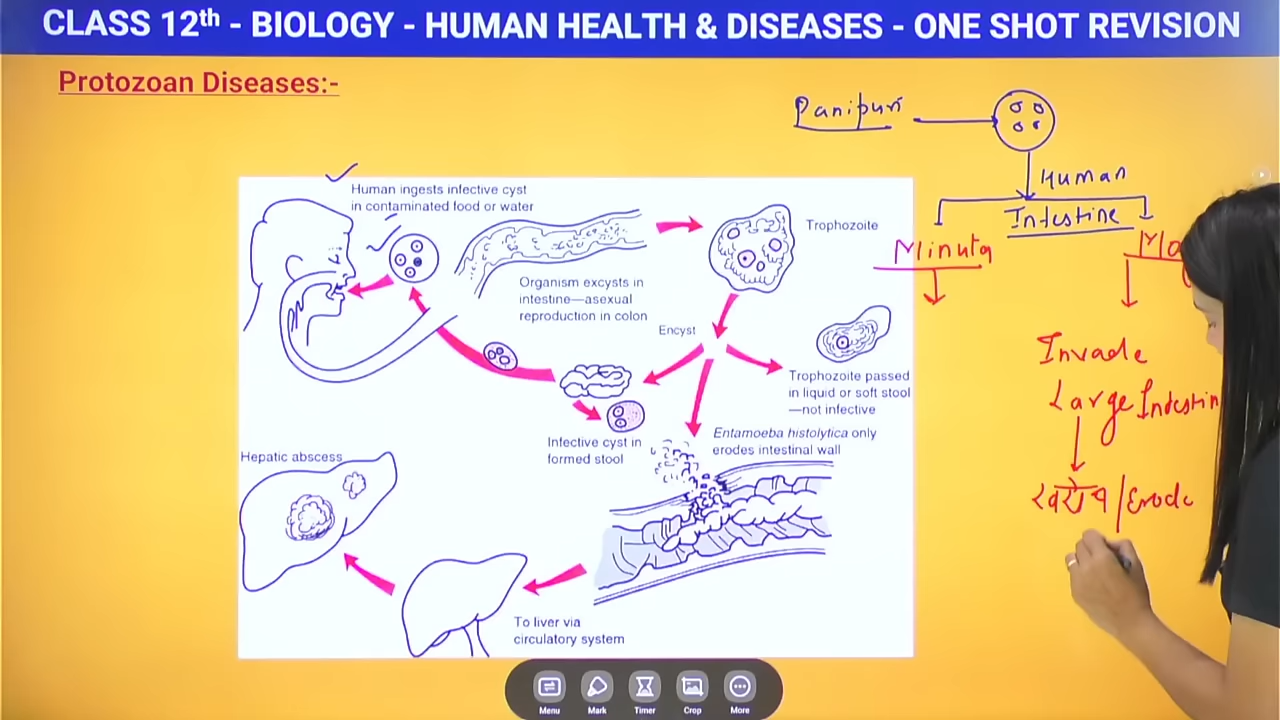 CLASS 12th - BIOLOGY - HUMAN HEALTH & DISEASES - ONE SHOT REVISION
Protozoan Diseases:-
Panipuri
Human
Intestine
Minuta
Invade
Large Intestin
खरोच/Erode
Human ingests infective cyst
in contaminated food or water
Trophozoite
Organism excysts in
intestine—asexual
reproduction in colon
Encyst
Trophozoite passed
in liquid or soft stool
—not infective
Infective cyst in
formed stool
Entamoeba histolytica only
erodes intestinal wall
Hepatic abscess
To liver via
circulatory system
Menu
Mark
Timer
Crop
More